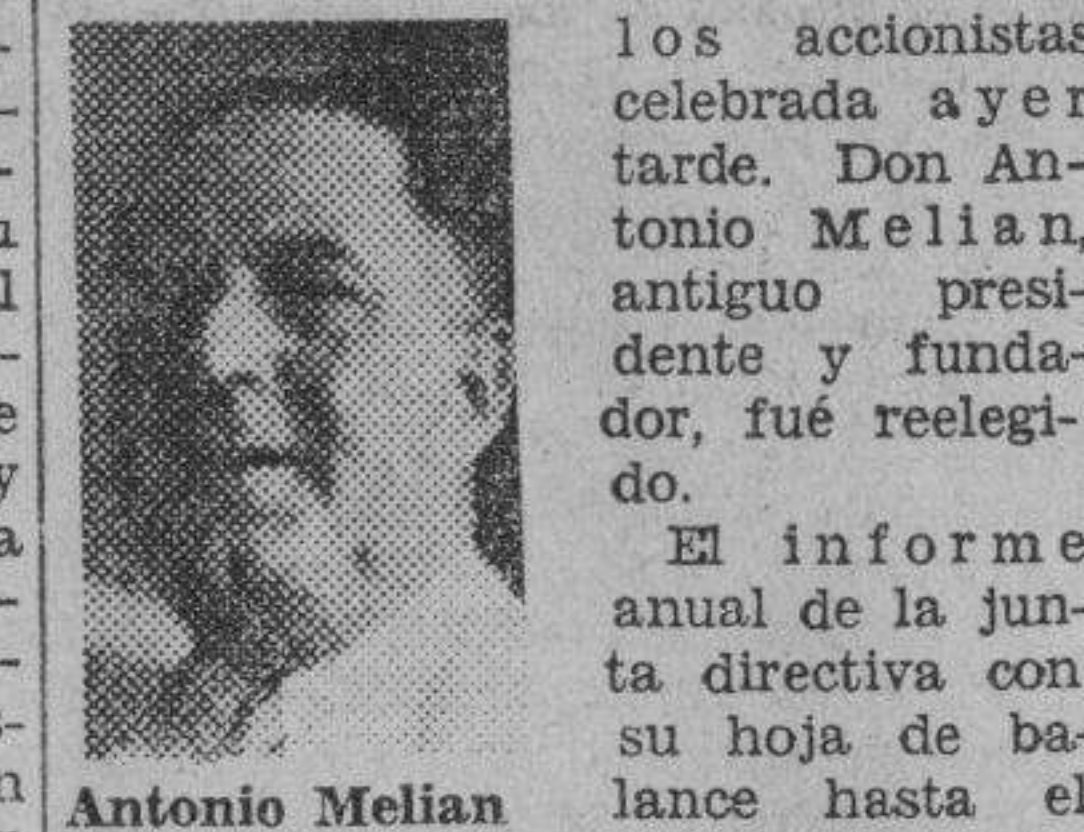 los accionistas
celebrada ayer
tarde. Don An-
tonio Melian,
antiguo presi-
dente y funda-
dor, fué reelegi-
do.
El informe
anual de la jun-
ta directiva con
su hoja de ba-
lance hasta el
Antonio Melian